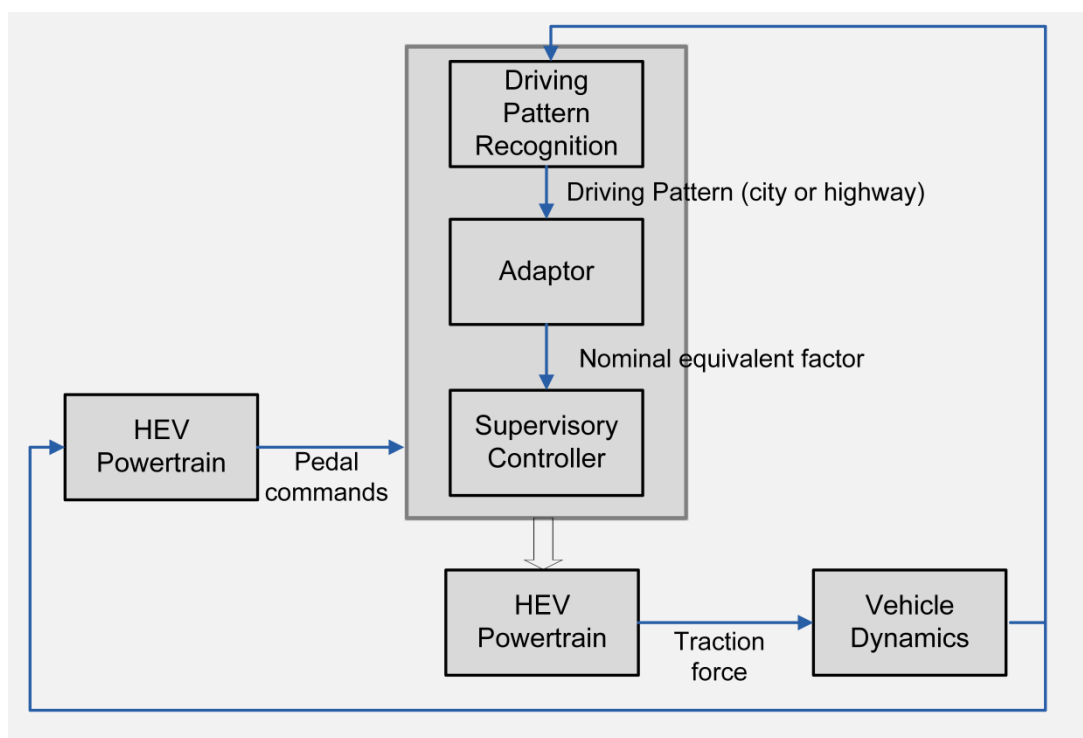 Driving
Pattern
Recognition
Driving Pattern (city or highway)
Adaptor
Nominal equivalent factor
HEV
Powertrain
Pedal
commands
Supervisory
Controller
HEV
Powertrain
Traction
force
Vehicle
Dynamics